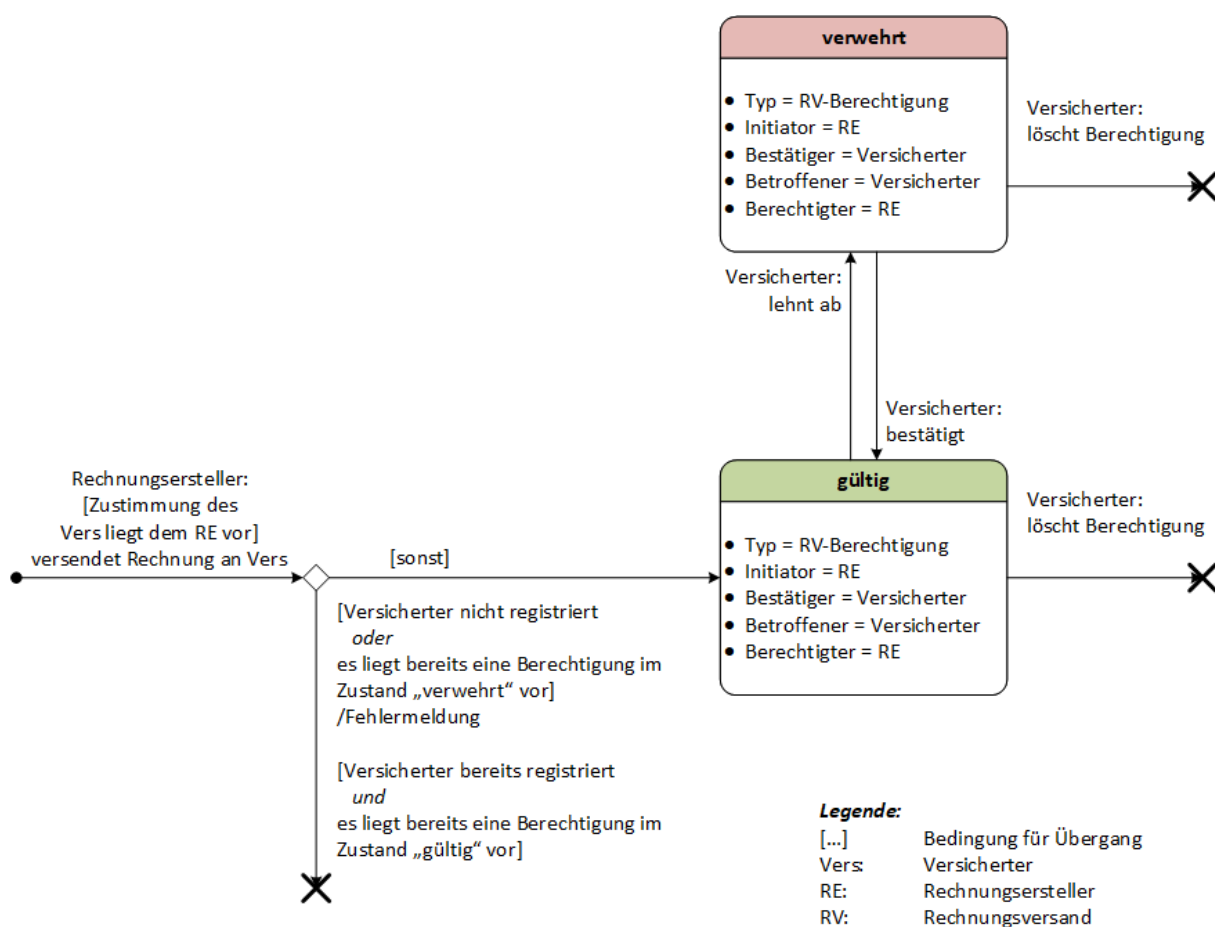 verwehrt
• Typ = RV-Berechtigung
• Initiator = RE
• Bestätiger = Versicherter
• Betroffener = Versicherter
• Berechtigter = RE
Versicherter:
löscht Berechtigung
Versicherter:
lehnt ab
Versicherter:
bestätigt
Rechnungsersteller:
[Zustimmung des
Vers liegt dem RE vor]
versendet Rechnung an Vers
[sonst]
gültig
• Typ = RV-Berechtigung
• Initiator = RE
• Bestätiger = Versicherter
• Betroffener = Versicherter
• Berechtigter = RE
Versicherter:
löscht Berechtigung
[Versicherter nicht registriert
oder
es liegt bereits eine Berechtigung im
Zustand „verwehrt“ vor]
/Fehlermeldung
[Versicherter bereits registriert
und
es liegt bereits eine Berechtigung im
Zustand „gültig“ vor]
Legende:
[...] Bedingung für Übergang
Vers: Versicherter
RE: Rechnungsersteller
RV: Rechnungsversand